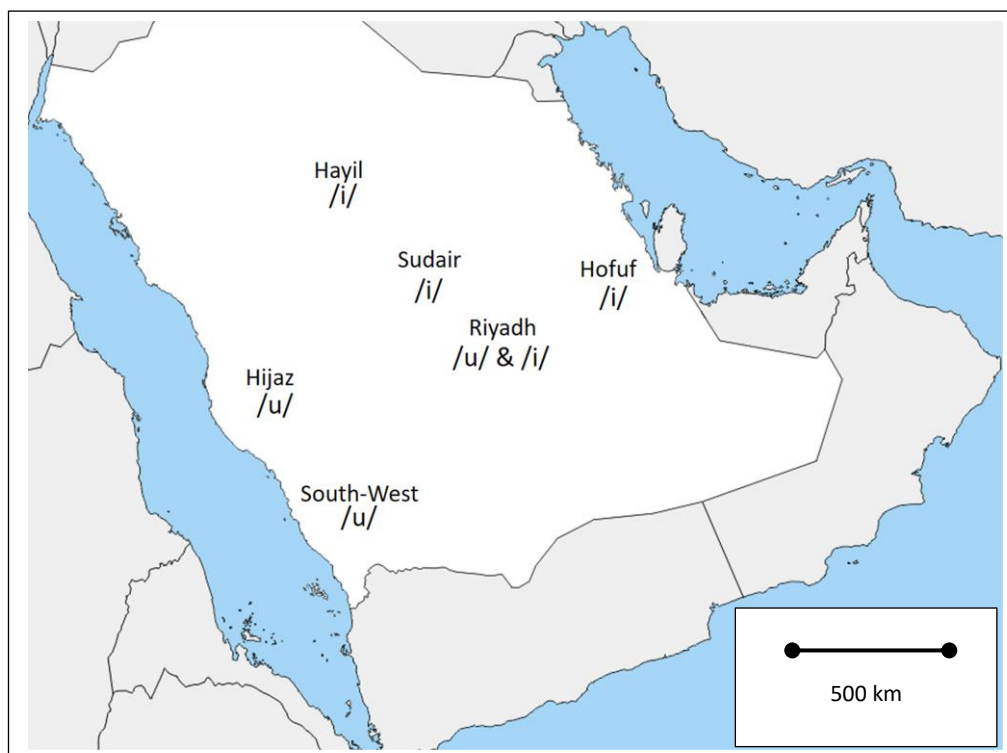 Hayil
/i/
Sudair
/i/
Hofuf
/i/
Riyadh
/u/ & /i/
Hijaz
/u/
South-West
/u/
500 km